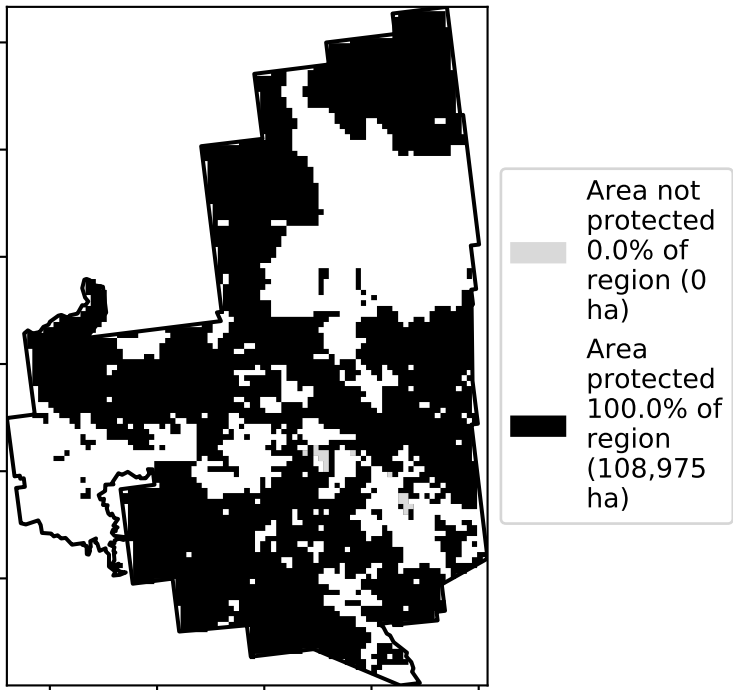 Area not
protected
0.0% of
region (0
ha)
Area
protected
100.0% of
region
(108,975
ha)